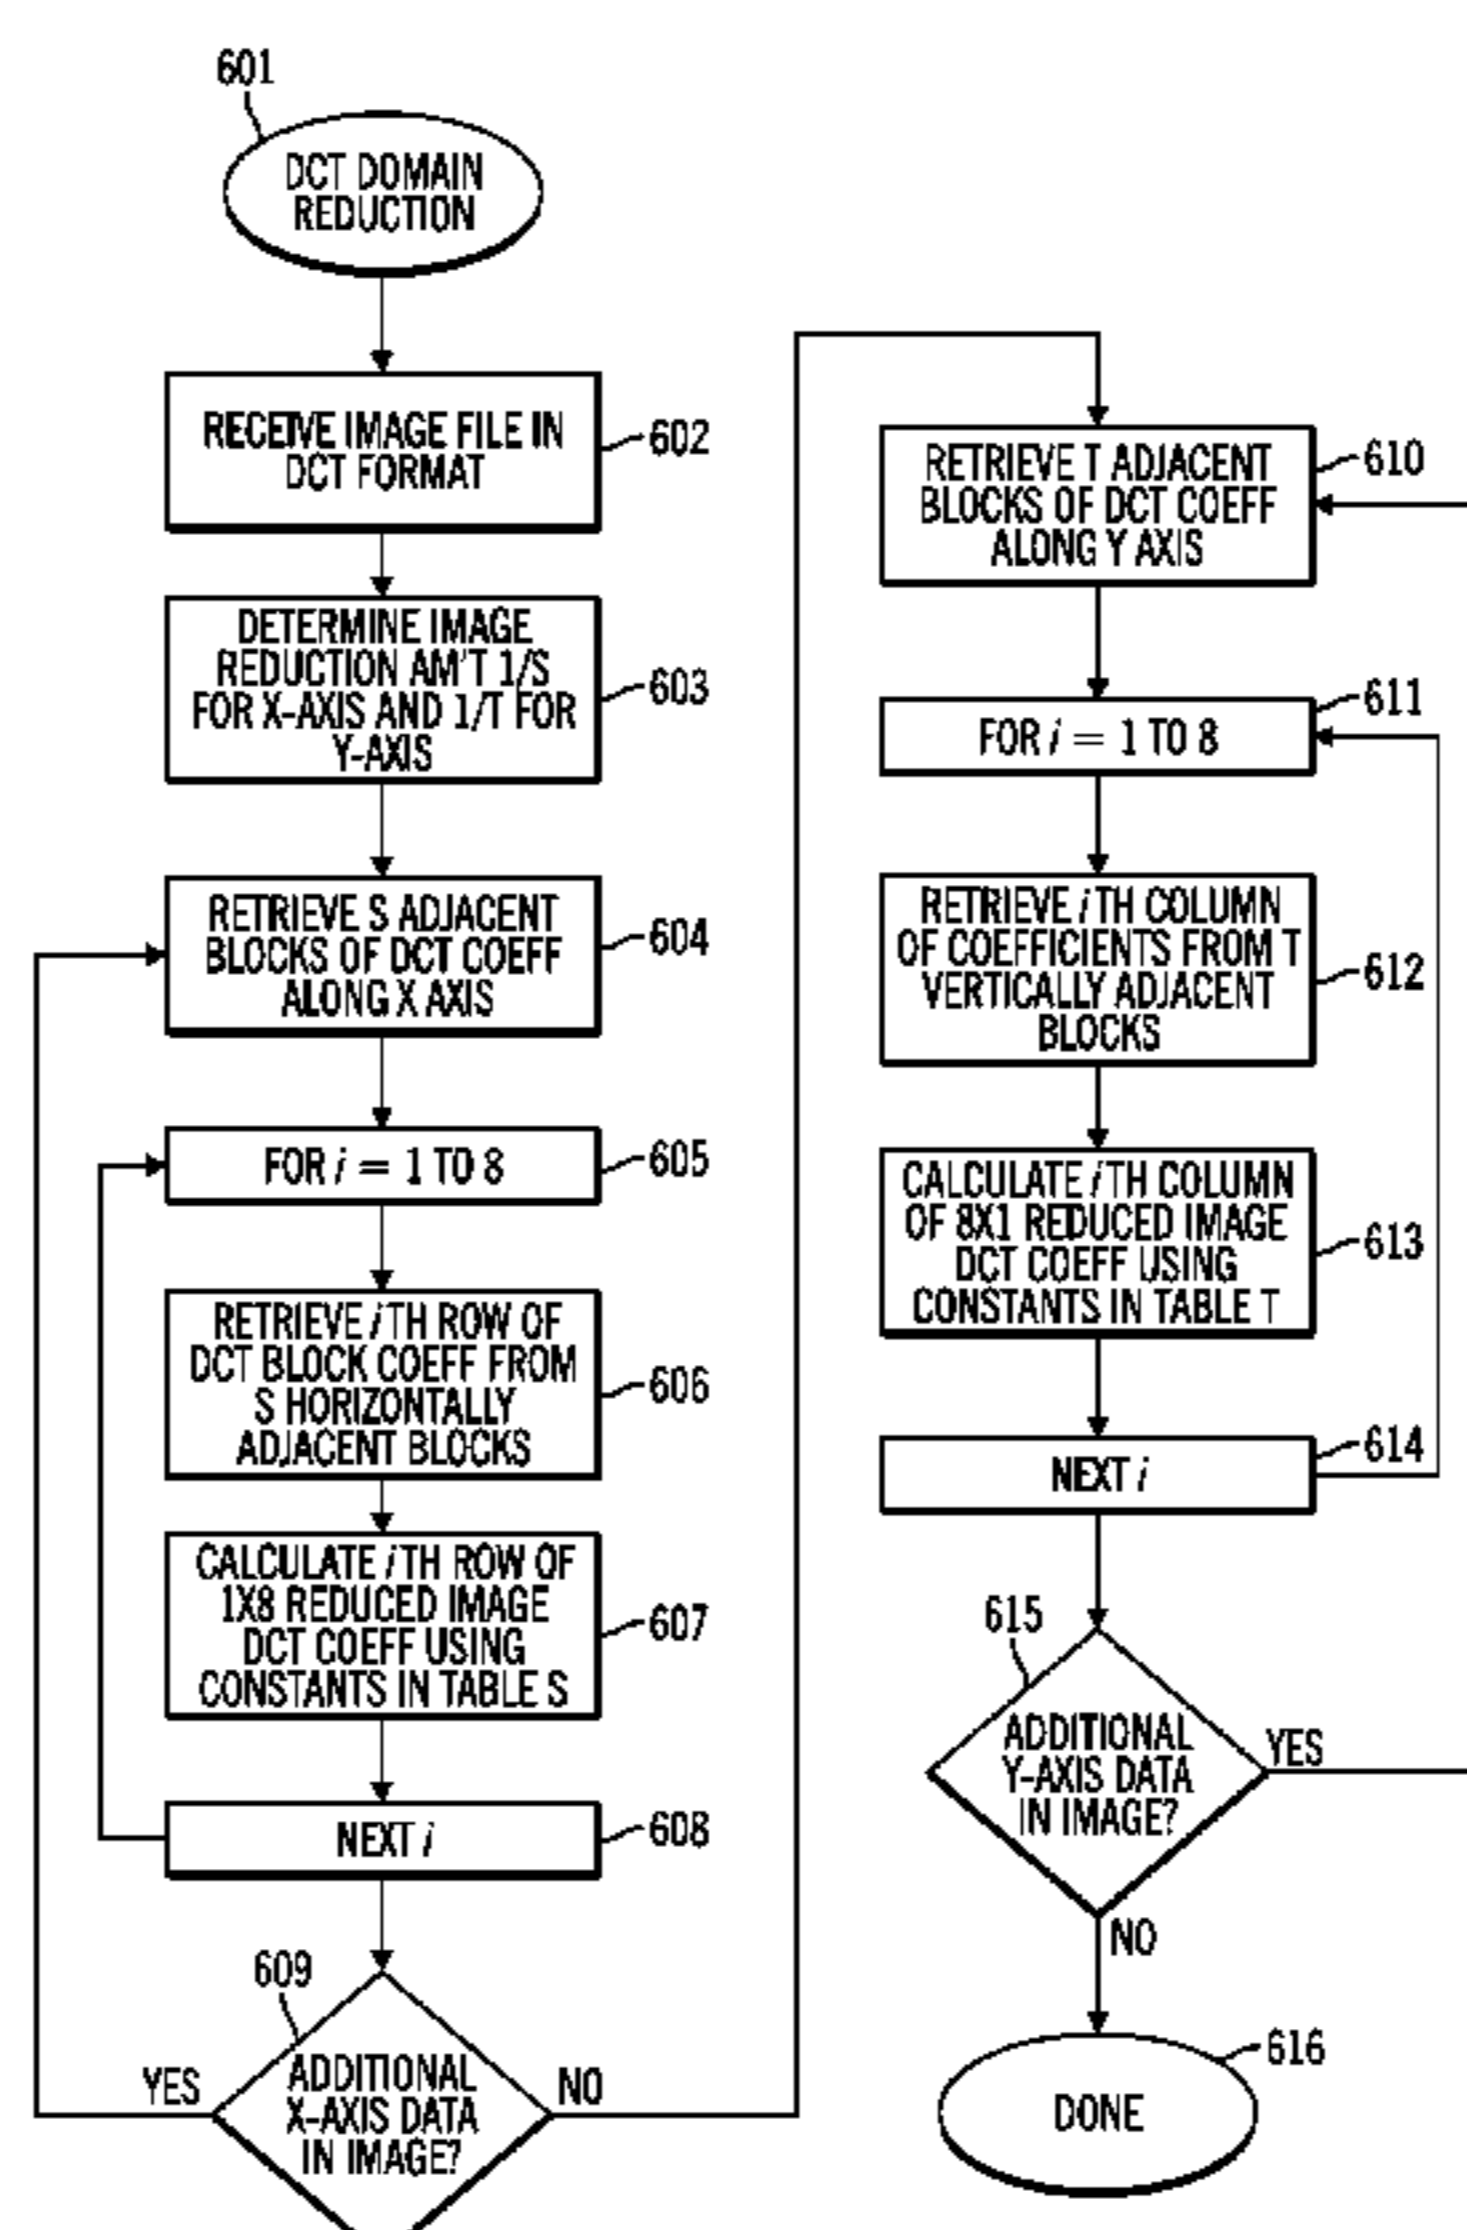 601
DCT DOMAIN
REDUCTION
RECEIVE IMAGE FILE IN
DCT FORMAT
602
DETERMINE IMAGE
REDUCTION AM'T 1/S
FOR X-AXIS AND 1/T FOR
Y-AXIS
603
RETRIEVE S ADJACENT
BLOCKS OF DCT COEFF
ALONG X AXIS
604
FOR i = 1 TO 8
605
RETRIEVE iTH ROW OF
DCT BLOCK COEFF FROM
S HORIZONTALLY
ADJACENT BLOCKS
606
CALCULATE iTH ROW OF
1X8 REDUCED IMAGE
DCT COEFF USING
CONSTANTS IN TABLE S
607
NEXT i
608
609
ADDITIONAL
X-AXIS DATA
IN IMAGE?
YES
NO
RETRIEVE T ADJACENT
BLOCKS OF DCT COEFF
ALONG Y AXIS
610
FOR i = 1 TO 8
611
RETRIEVE iTH COLUMN
OF COEFFICIENTS FROM T
VERTICALLY ADJACENT
BLOCKS
612
CALCULATE iTH COLUMN
OF 8X1 REDUCED IMAGE
DCT COEFF USING
CONSTANTS IN TABLE T
613
NEXT i
614
615
ADDITIONAL
Y-AXIS DATA
IN IMAGE?
YES
NO
616
DONE